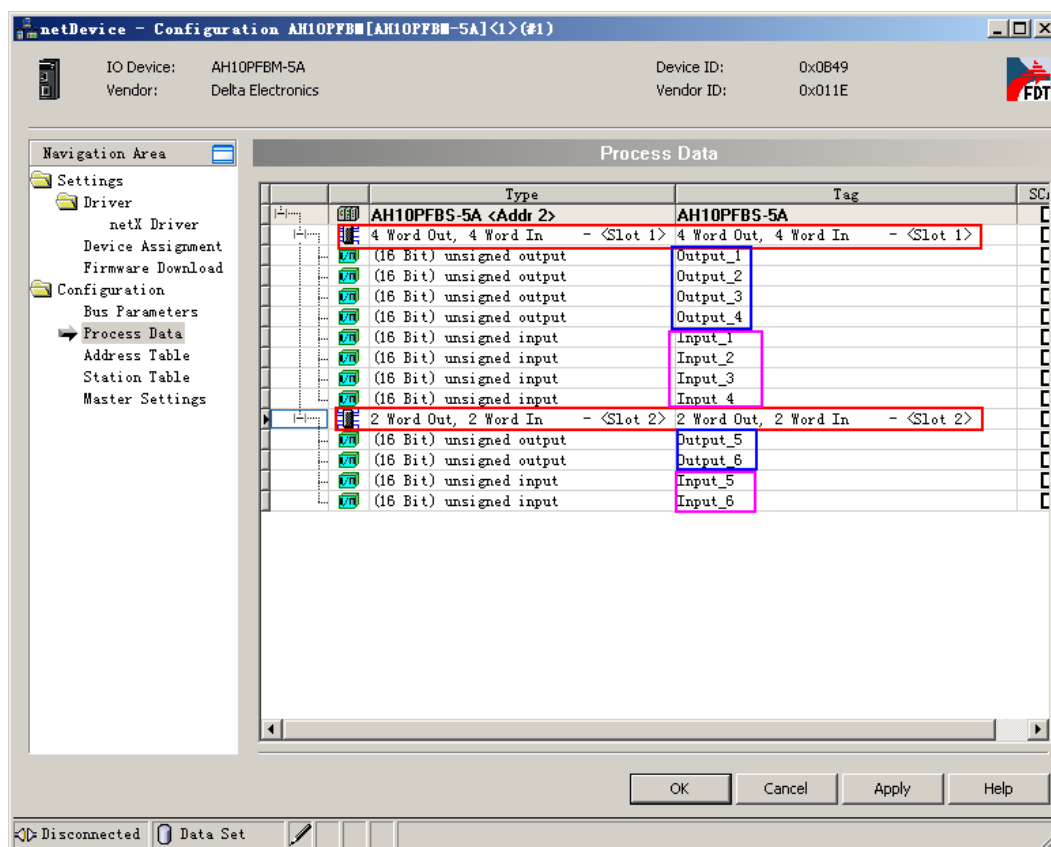 netDevice - Configuration AH10PFBM[AH10PFBM-5A]<1>(#1)
IO Device: AH10PFBM-5A Device ID: 0x0B49
Vendor: Delta Electronics Vendor ID: 0x011E
FDT
Navigation Area
Process Data
Settings
Driver
netX Driver
Device Assignment
Firmware Download
Configuration
Bus Parameters
Process Data
Address Table
Station Table
Master Settings
Type Tag
AH10PFBS-5A <Addr 2> AH10PFBS-5A
4 Word Out, 4 Word In - <Slot 1> 4 Word Out, 4 Word In - <Slot 1>
(16 Bit) unsigned output Output_1
(16 Bit) unsigned output Output_2
(16 Bit) unsigned output Output_3
(16 Bit) unsigned output Output_4
(16 Bit) unsigned input Input_1
(16 Bit) unsigned input Input_2
(16 Bit) unsigned input Input_3
(16 Bit) unsigned input Input_4
2 Word Out, 2 Word In - <Slot 2> 2 Word Out, 2 Word In - <Slot 2>
(16 Bit) unsigned output Output_5
(16 Bit) unsigned output Output_6
(16 Bit) unsigned input Input_5
(16 Bit) unsigned input Input_6
OK Cancel Apply Help
Disconnected Data Set